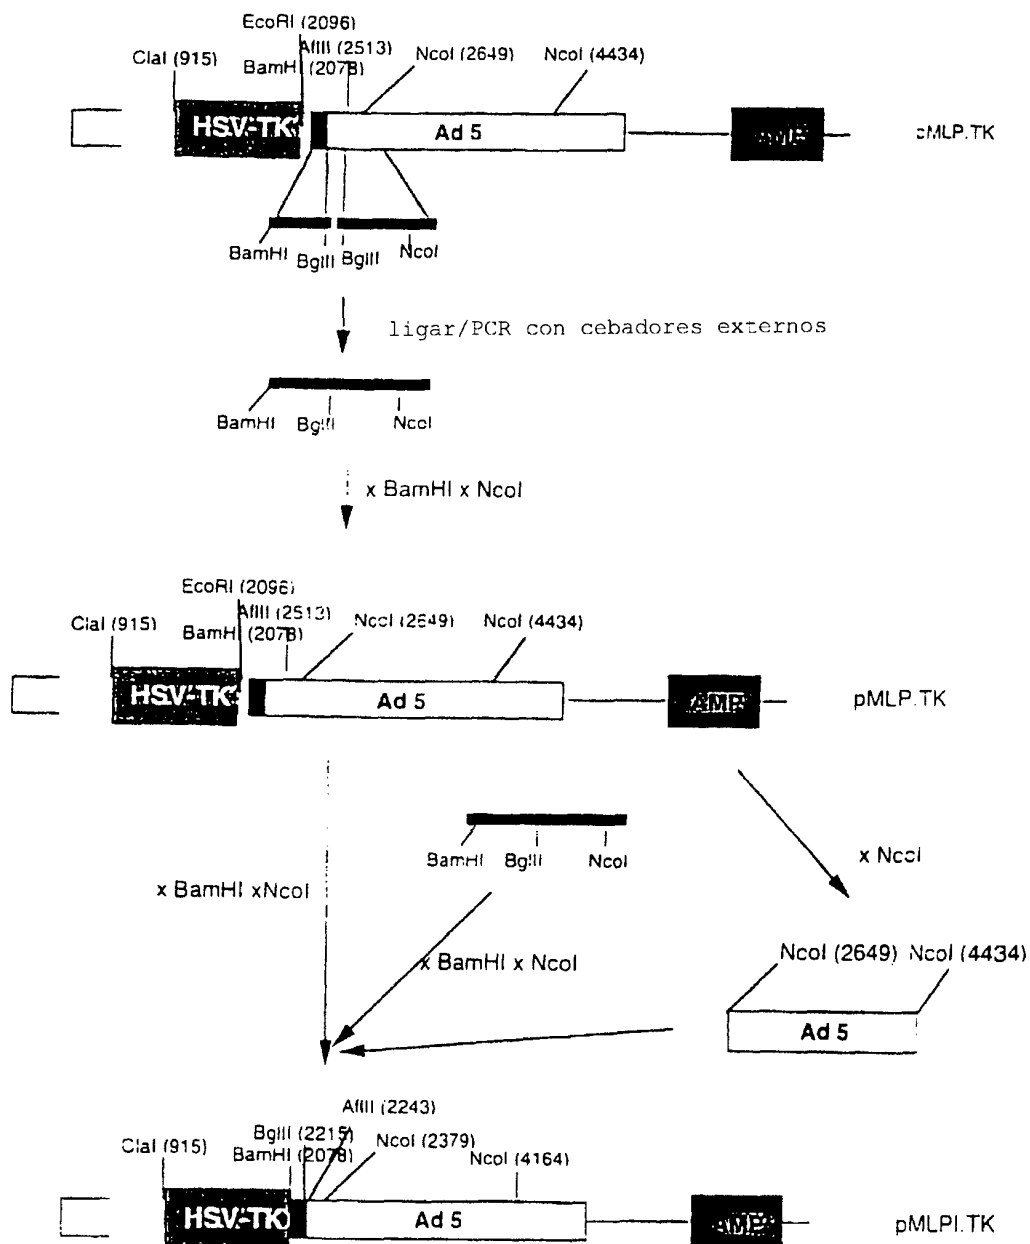 EcoRI (2096)
ClaI (915)
AflII (2513)
BamHI (2078)
NcoI (2649)
NcoI (4434)
HSV-TK
Ad 5
AMP
pMLP.TK
BamHI
BglII
BglII
NcoI
ligar/PCR con cebadores externos
BamHI
BglII
NcoI
x BamHI x NcoI
EcoRI (2096)
ClaI (915)
AflII (2513)
BamHI (2078)
NcoI (2649)
NcoI (4434)
HSV-TK
Ad 5
AMP
pMLP.TK
BamHI
BglII
NcoI
x BamHI xNcoI
x NcoI
x BamHI x NcoI
NcoI (2649)
NcoI (4434)
Ad 5
AflII (2243)
BglII (2215)
ClaI (915)
BamHI (2078)
NcoI (2379)
NcoI (4164)
HSV-TK
Ad 5
AMP
pMLPI.TK